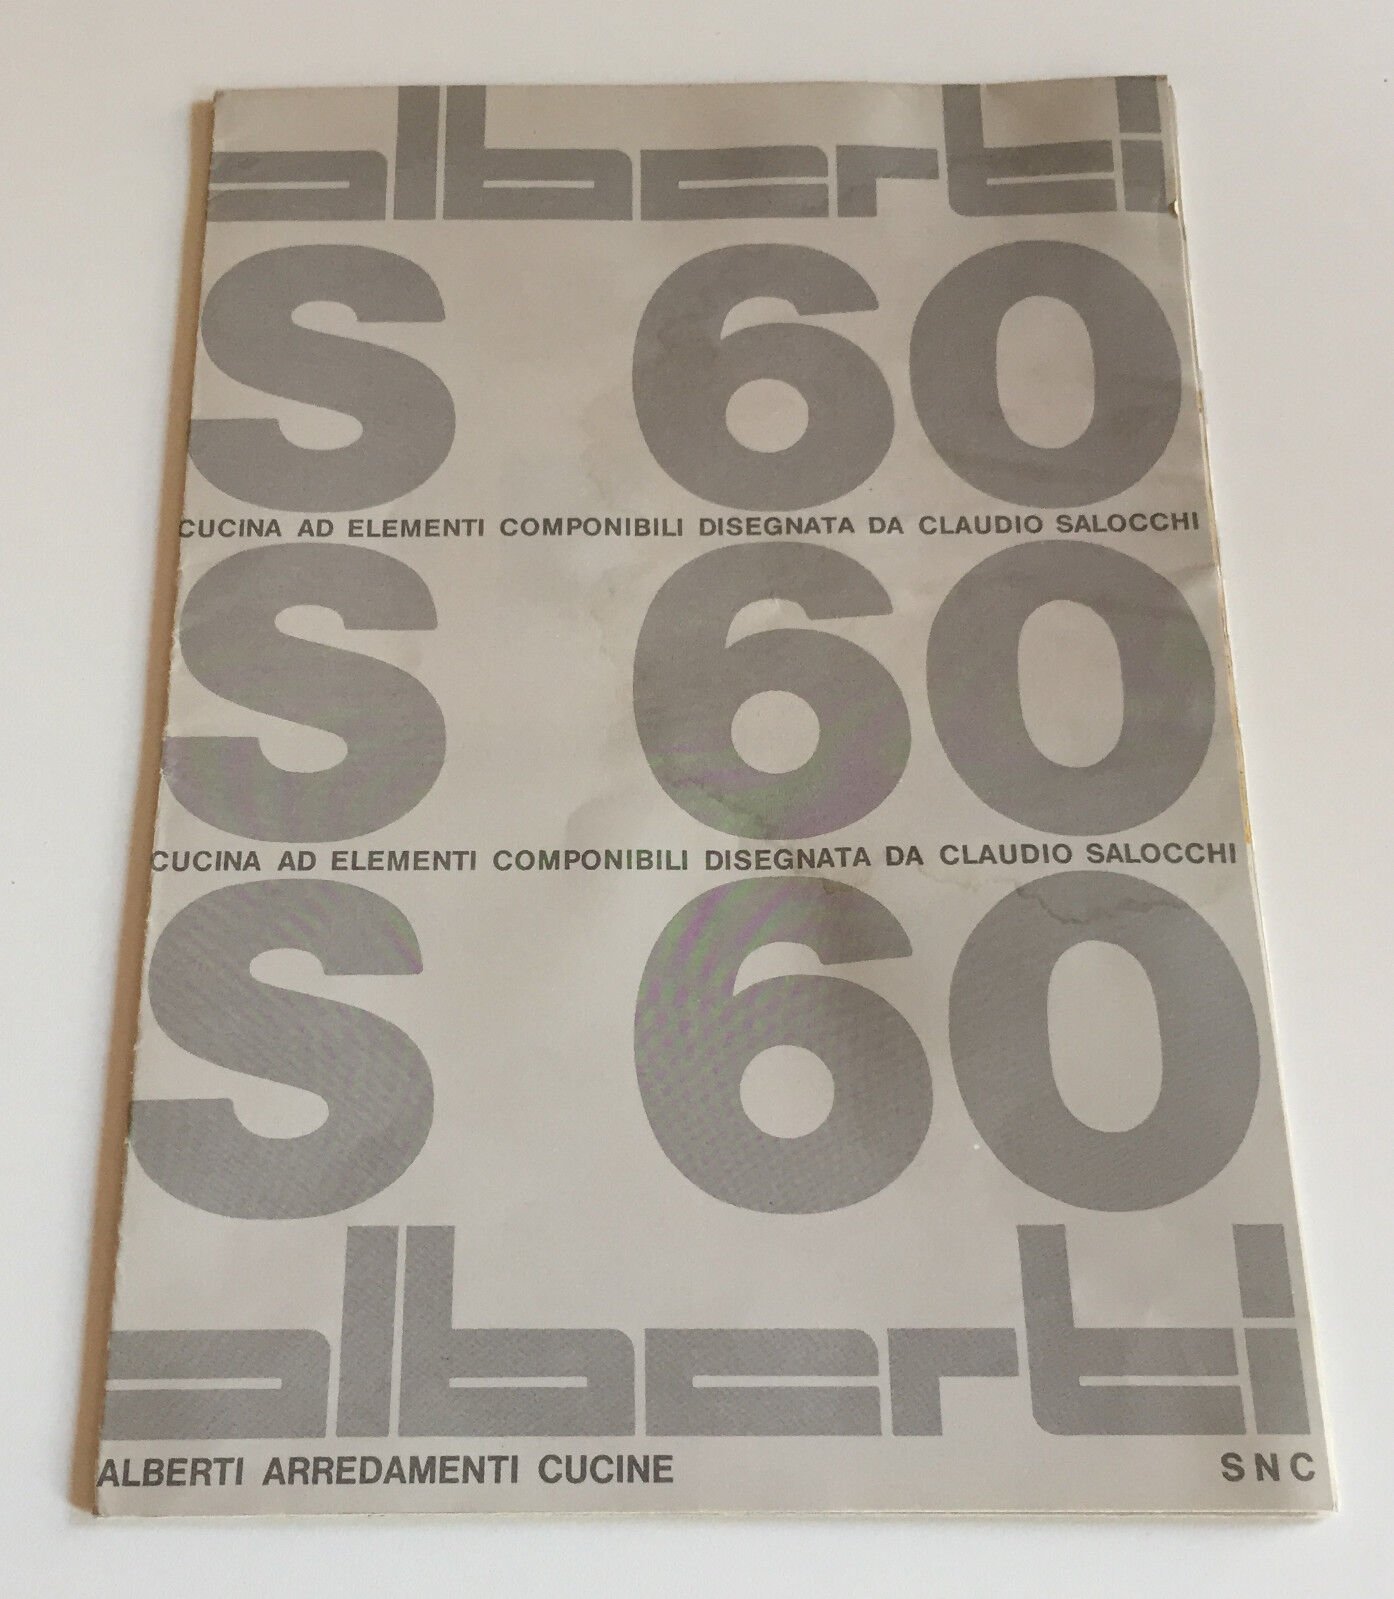 alberti
S 60
CUCINA AD ELEMENTI COMPONIBILI DISEGNATA DA CLAUDIO SALOCCHI
S 60
CUCINA AD ELEMENTI COMPONIBILI DISEGNATA DA CLAUDIO SALOCCHI
S 60
alberti
ALBERTI ARREDAMENTI CUCINE SNC